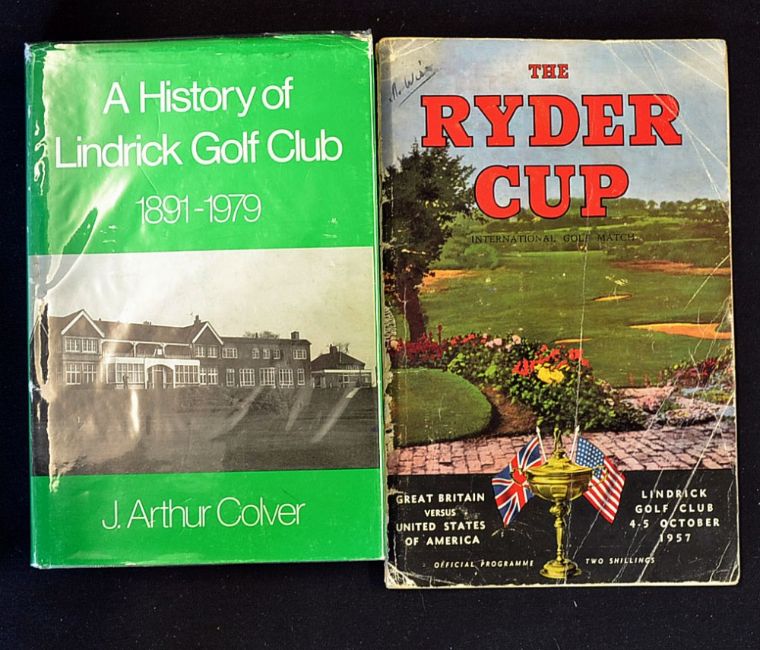 A History of
Lindrick Golf Club
1891-1979
J. Arthur Colver
THE
RYDER
CUP
INTERNATIONAL GOLF MATCH
GREAT BRITAIN
VERSUS
UNITED STATES
OF AMERICA
LINDRICK
GOLF CLUB
4-5 OCTOBER
1957
OFFICIAL PROGRAMME TWO SHILLINGS